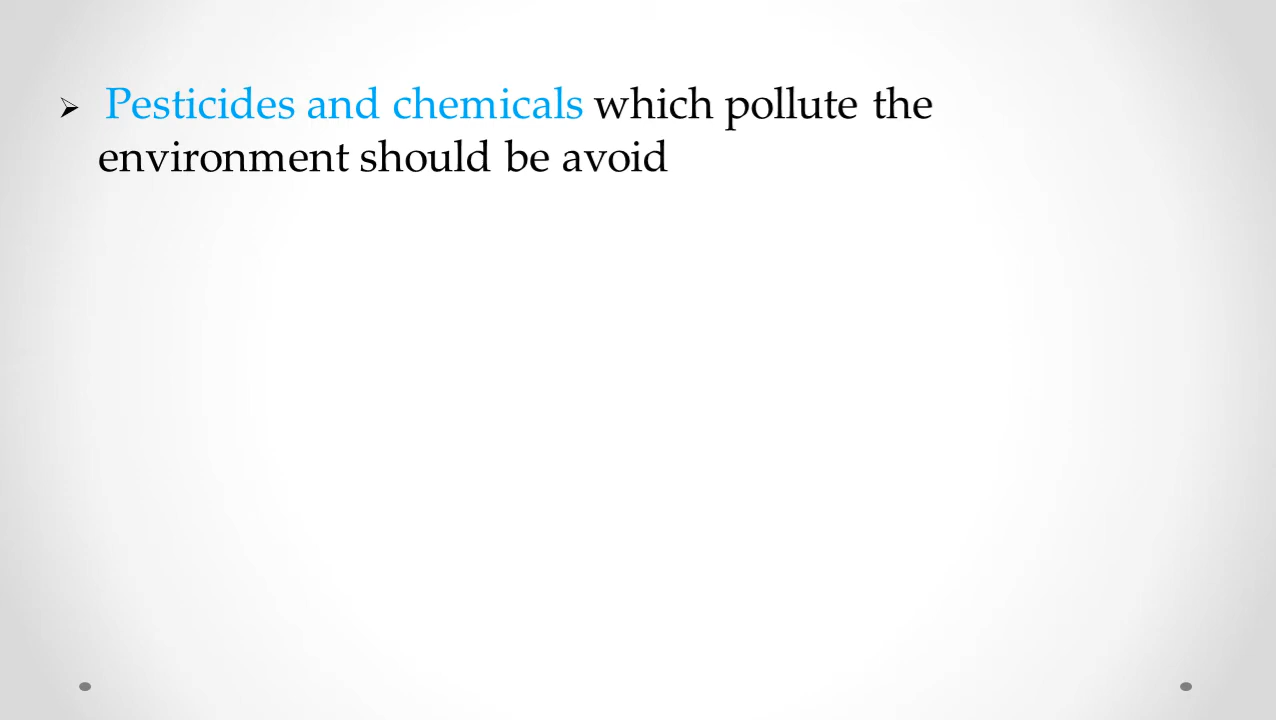 ➢ Pesticides and chemicals which pollute the
environment should be avoid